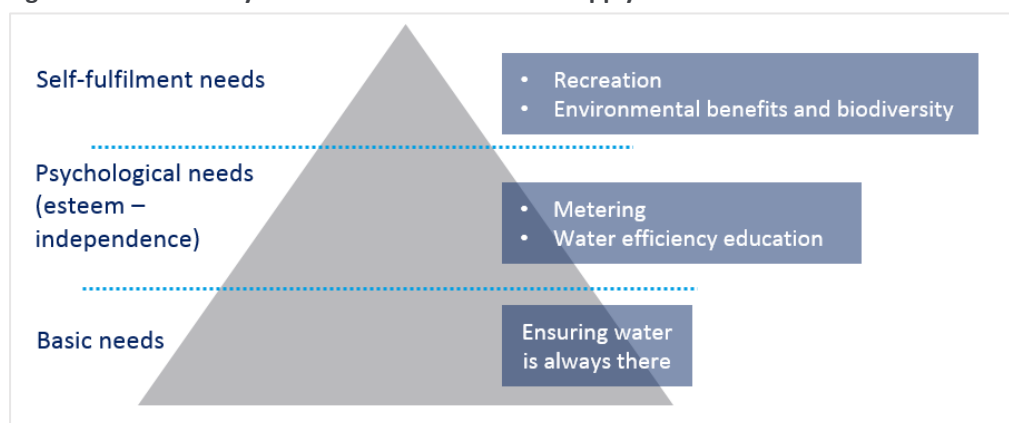 Self-fulfilment needs
• Recreation
• Environmental benefits and biodiversity
Psychological needs
(esteem –
independence)
• Metering
• Water efficiency education
Basic needs
Ensuring water
is always there